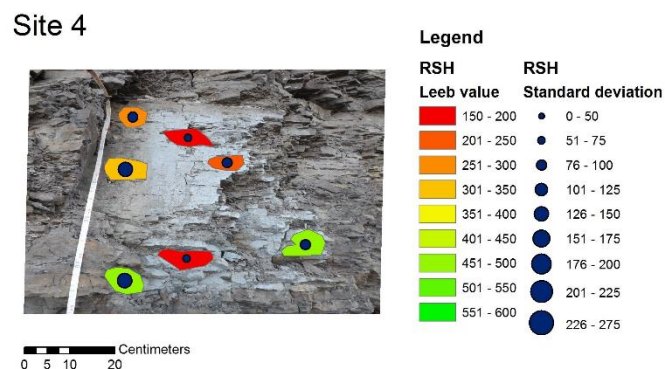 Site 4
Legend
RSH RSH
Leeb value Standard deviation
150 - 200 0 - 50
201 - 250 51 - 75
251 - 300 76 - 100
301 - 350 101 - 125
351 - 400 126 - 150
401 - 450 151 - 175
451 - 500 176 - 200
501 - 550 201 - 225
551 - 600 226 - 275
Centimeters
0 5 10 20